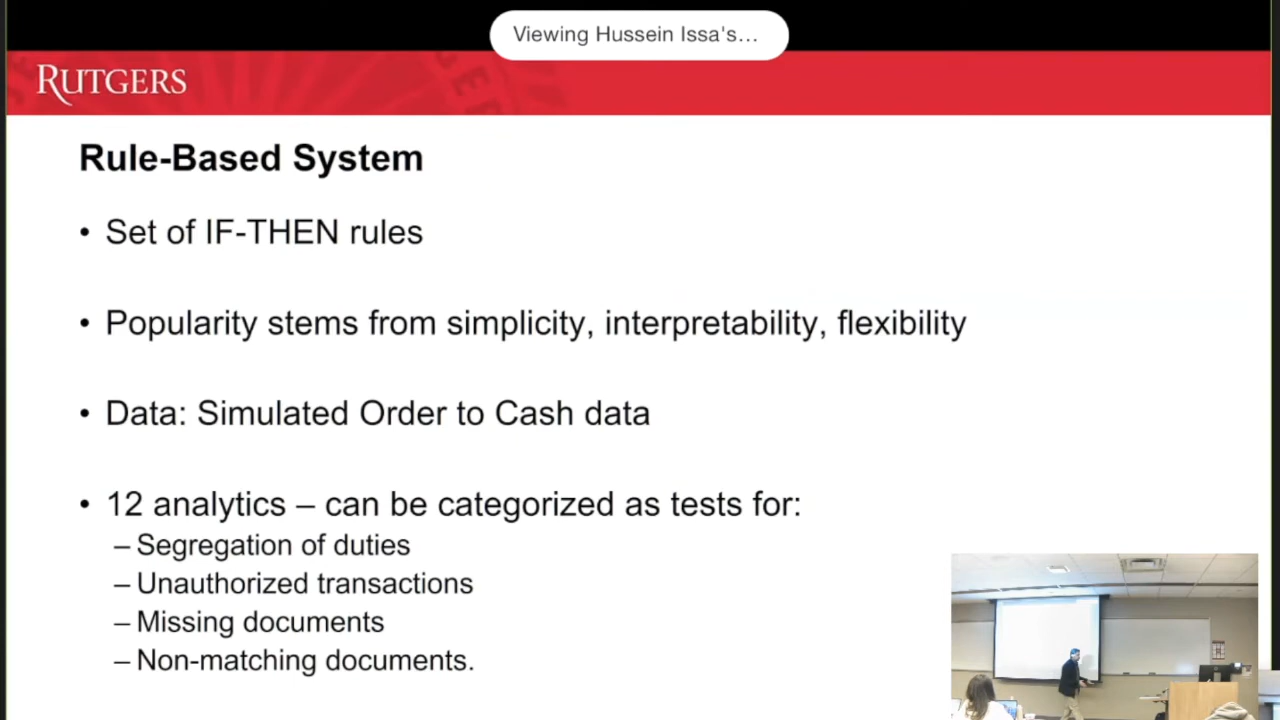 Viewing Hussein Issa's...
RUTGERS
Rule-Based System
• Set of IF-THEN rules
• Popularity stems from simplicity, interpretability, flexibility
• Data: Simulated Order to Cash data
• 12 analytics – can be categorized as tests for:
– Segregation of duties
– Unauthorized transactions
– Missing documents
– Non-matching documents.